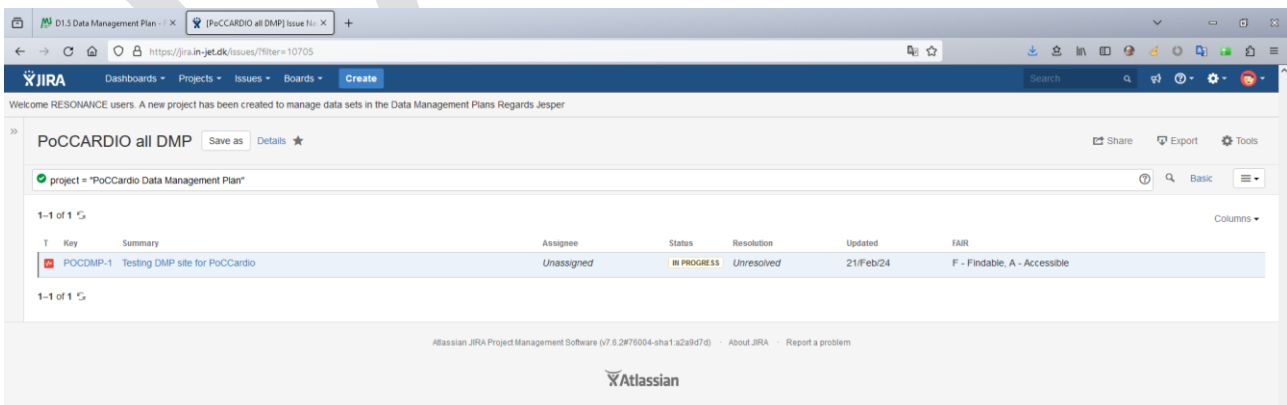 D1.5 Data Management Plan -
[PoCCARDIO all DMP] Issue Na
https://jira.in-jet.dk/issues/?filter=10705
JIRA Dashboards Projects Issues Boards Create Search
Welcome RESONANCE users. A new project has been created to manage data sets in the Data Management Plans Regards Jesper
PoCCARDIO all DMP Save as Details Share Export Tools
project = "PoCCardio Data Management Plan" Basic
1–1 of 1
Columns
T Key Summary Assignee Status Resolution Updated FAIR
POCDMP-1 Testing DMP site for PoCCardio Unassigned IN PROGRESS Unresolved 21/Feb/24 F - Findable, A - Accessible
1–1 of 1
Atlassian JIRA Project Management Software (v7.6.2#76004-sha1:a2a9d7d) · About JIRA · Report a problem
Atlassian